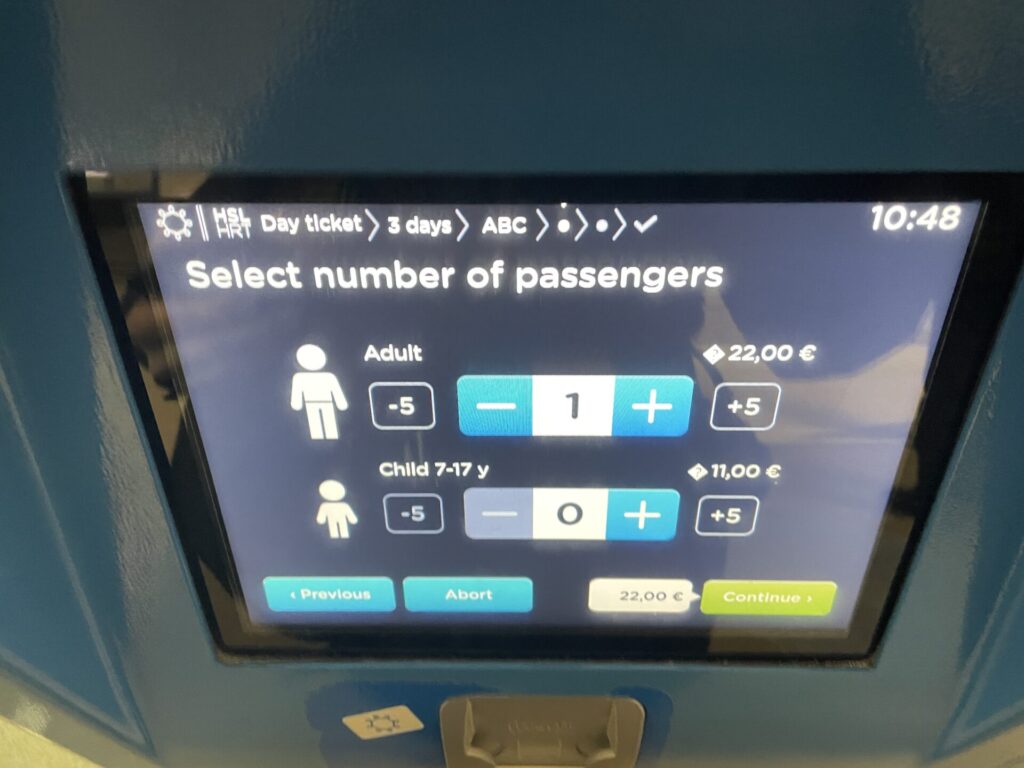 HSL HRT Day ticket 3 days ABC 10:48
Select number of passengers
Adult 22,00 €
-5 — 1 + +5
Child 7-17 y 11,00 €
-5 — 0 + +5
‹ Previous Abort 22,00 € Continue ›